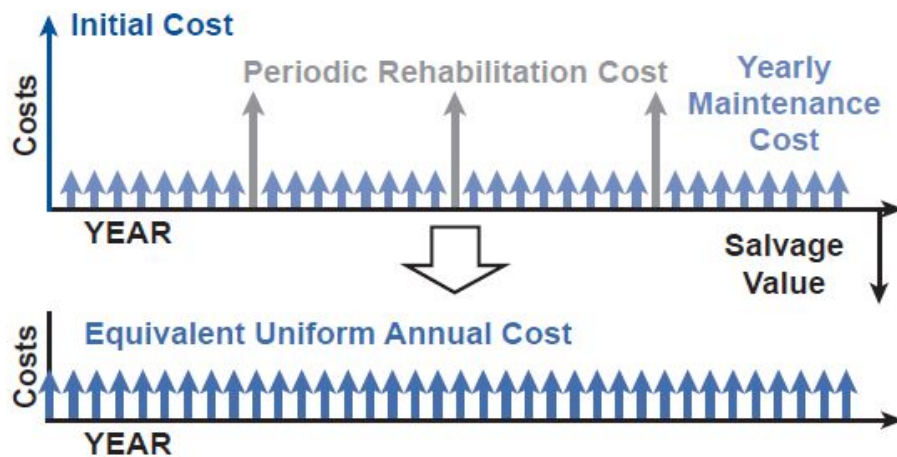 Initial Cost
Periodic Rehabilitation Cost
Yearly
Maintenance
Cost
Costs
YEAR
Salvage
Value
Equivalent Uniform Annual Cost
Costs
YEAR